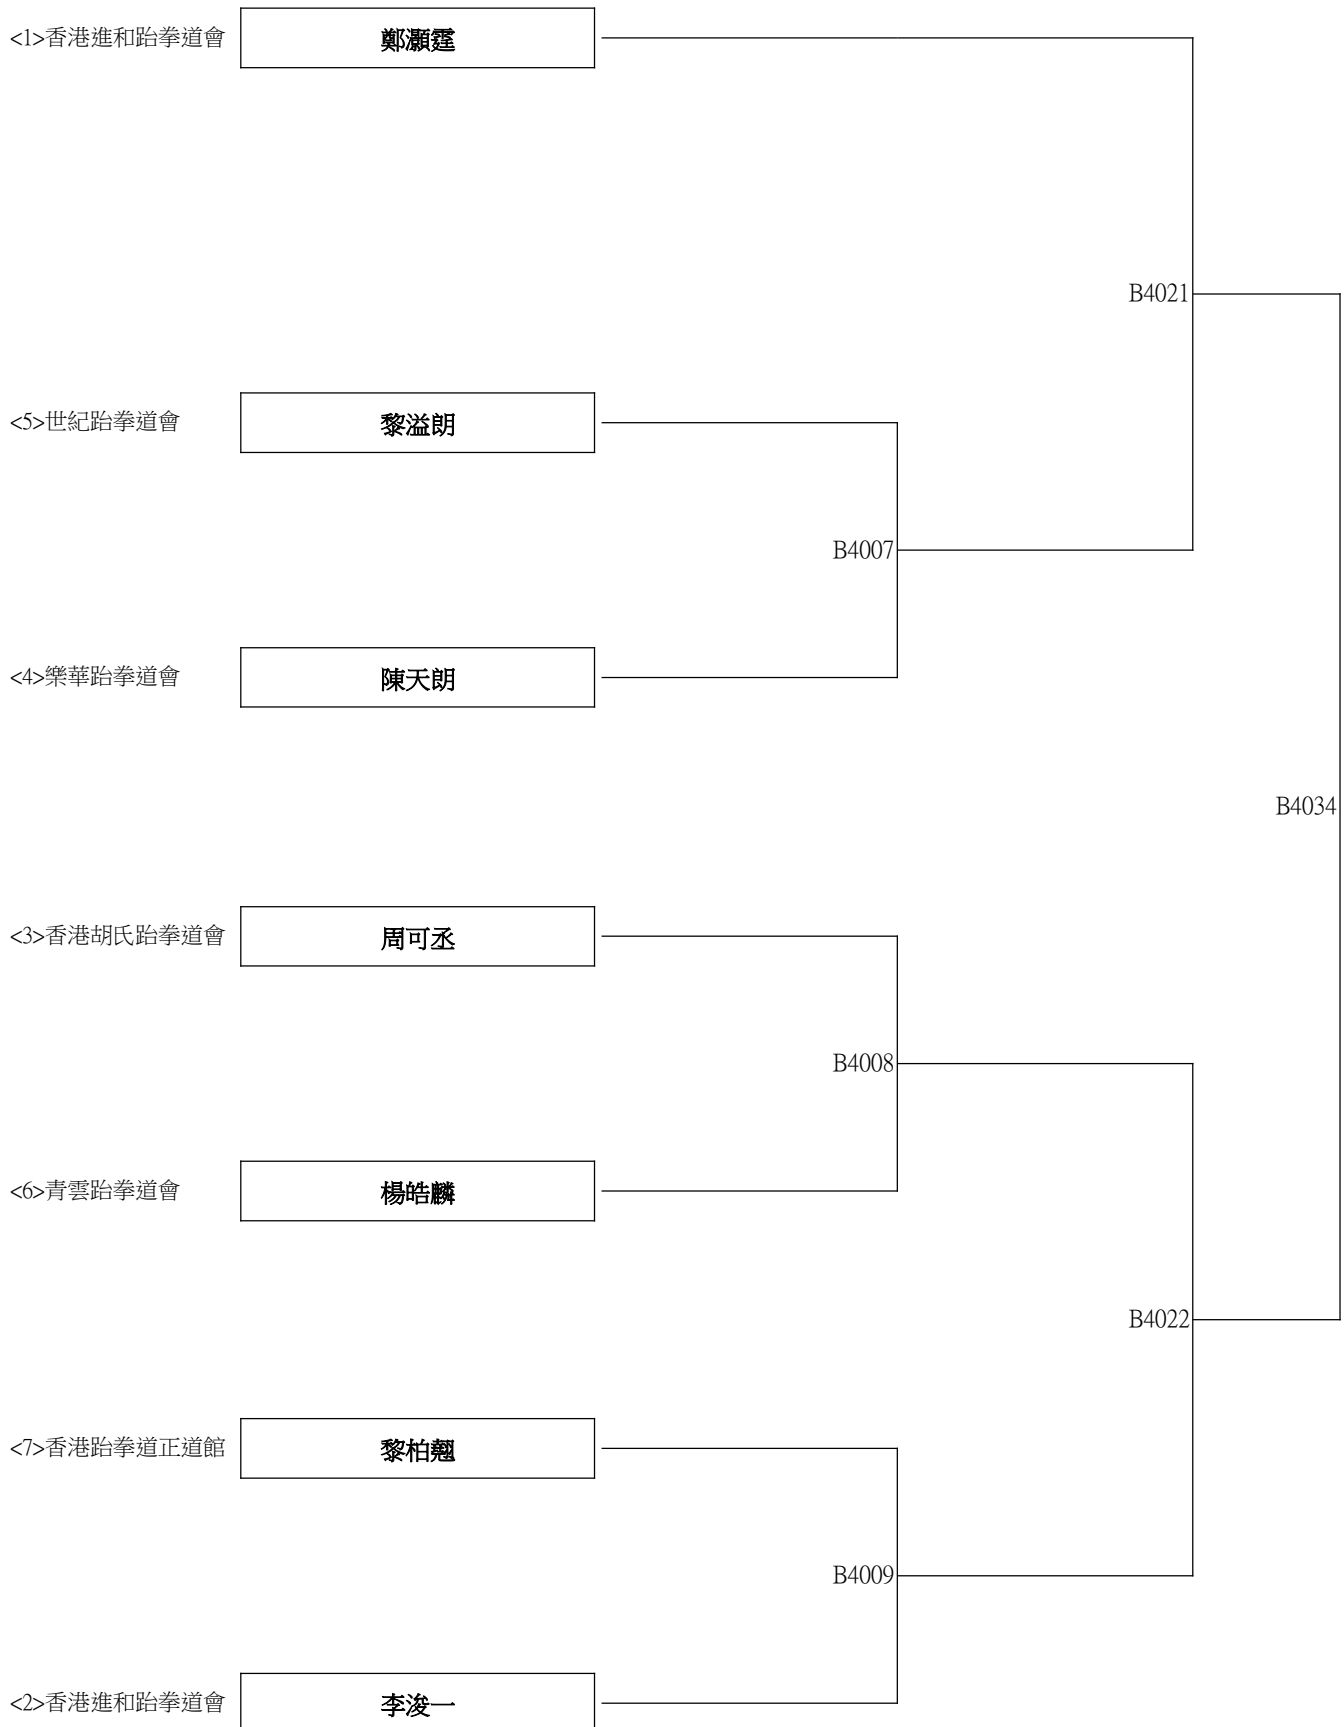 <1>香港進和跆拳道會 鄭灝霆
B4021
<5>世紀跆拳道會 黎溢朗
B4007
<4>樂華跆拳道會 陳天朗
B4034
<3>香港胡氏跆拳道會 周可丞
B4008
<6>青雲跆拳道會 楊皓麟
B4022
<7>香港跆拳道正道館 黎柏翹
B4009
<2>香港進和跆拳道會 李浚一